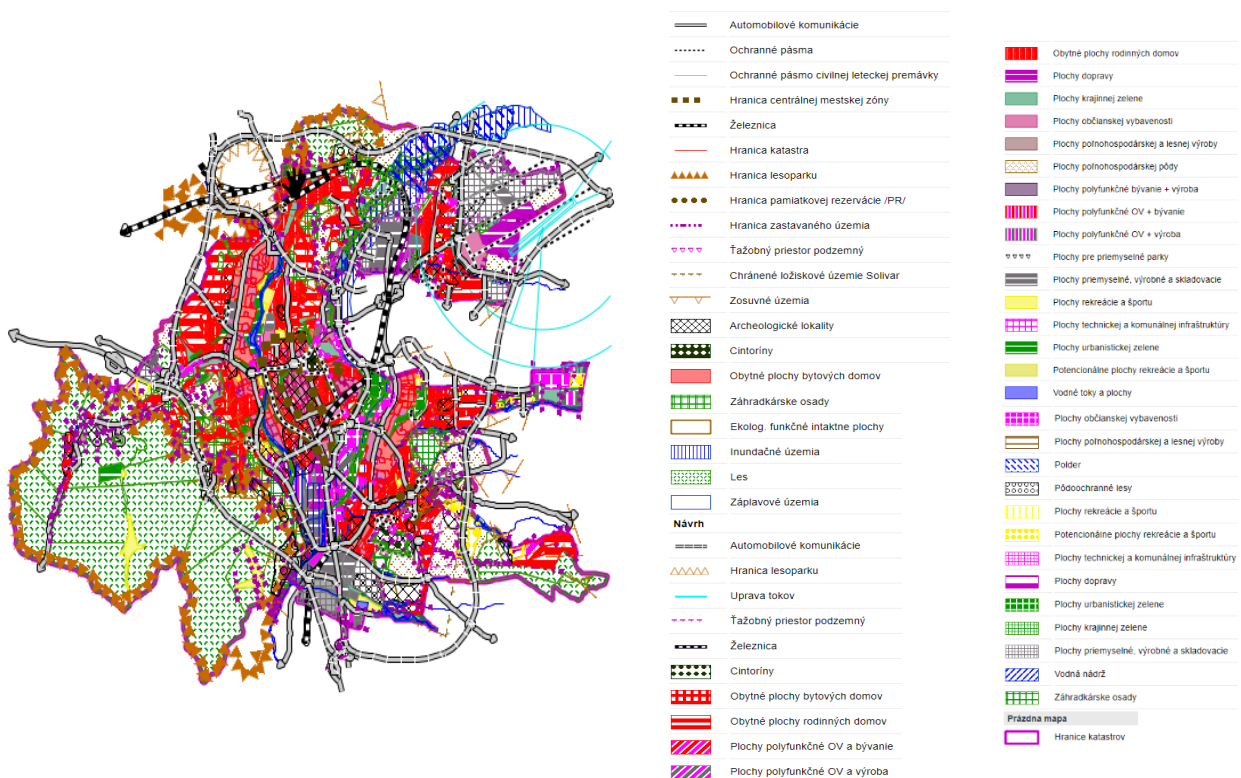 Automobilové komunikácie
Ochranné pásma
Ochranné pásmo civilnej leteckej premávky
Hranica centrálnej mestskej zóny
Železnica
Hranica katastra
Hranica lesoparku
Hranica pamiatkovej rezervácie /PR/
Hranica zastavaného územia
Ťažobný priestor podzemný
Chránené ložiskové územie Solivar
Zosuvné územia
Archeologické lokality
Cintoríny
Obytné plochy bytových domov
Záhradkárske osady
Ekolog. funkčné intaktne plochy
Inundačné územia
Les
Záplavové územia
Návrh
Automobilové komunikácie
Hranica lesoparku
Uprava tokov
Ťažobný priestor podzemný
Železnica
Cintoríny
Obytné plochy bytových domov
Obytné plochy rodinných domov
Plochy polyfunkčné OV a bývanie
Plochy polyfunkčné OV a výroba
Obytné plochy rodinných domov
Plochy dopravy
Plochy krajinnej zelene
Plochy občianskej vybavenosti
Plochy poľnohospodárskej a lesnej výroby
Plochy poľnohospodárskej pôdy
Plochy polyfunkčné bývanie + výroba
Plochy polyfunkčné OV + bývanie
Plochy polyfunkčné OV + výroba
Plochy pre priemyselné parky
Plochy priemyselné, výrobné a skladovacie
Plochy rekreácie a športu
Plochy technickej a komunálnej infraštruktúry
Plochy urbanistickej zelene
Potencionálne plochy rekreácie a športu
Vodné toky a plochy
Plochy občianskej vybavenosti
Plochy poľnohospodárskej a lesnej výroby
Polder
Pôdoochranné lesy
Plochy rekreácie a športu
Potencionálne plochy rekreácie a športu
Plochy technickej a komunálnej infraštruktúry
Plochy dopravy
Plochy urbanistickej zelene
Plochy krajinnej zelene
Plochy priemyselné, výrobné a skladovacie
Vodná nádrž
Záhradkárske osady
Prázdna mapa
Hranice katastrov